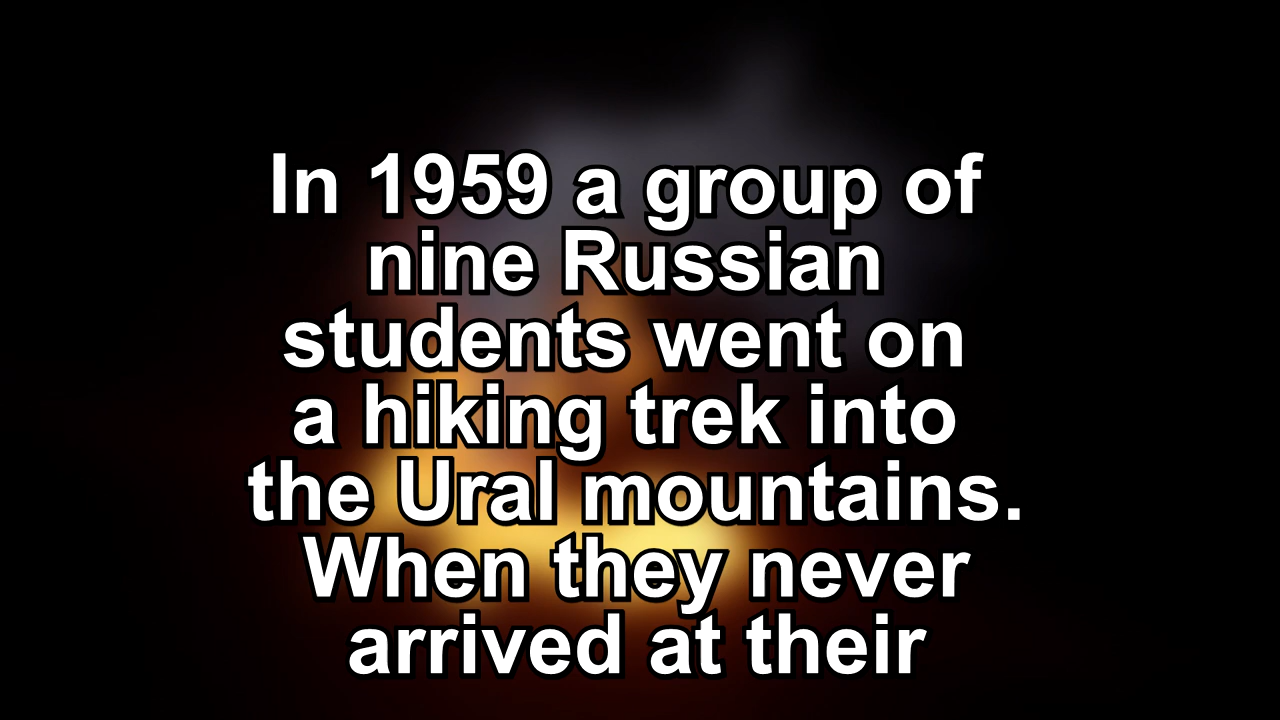 In 1959 a group of
nine Russian
students went on
a hiking trek into
the Ural mountains.
When they never
arrived at their